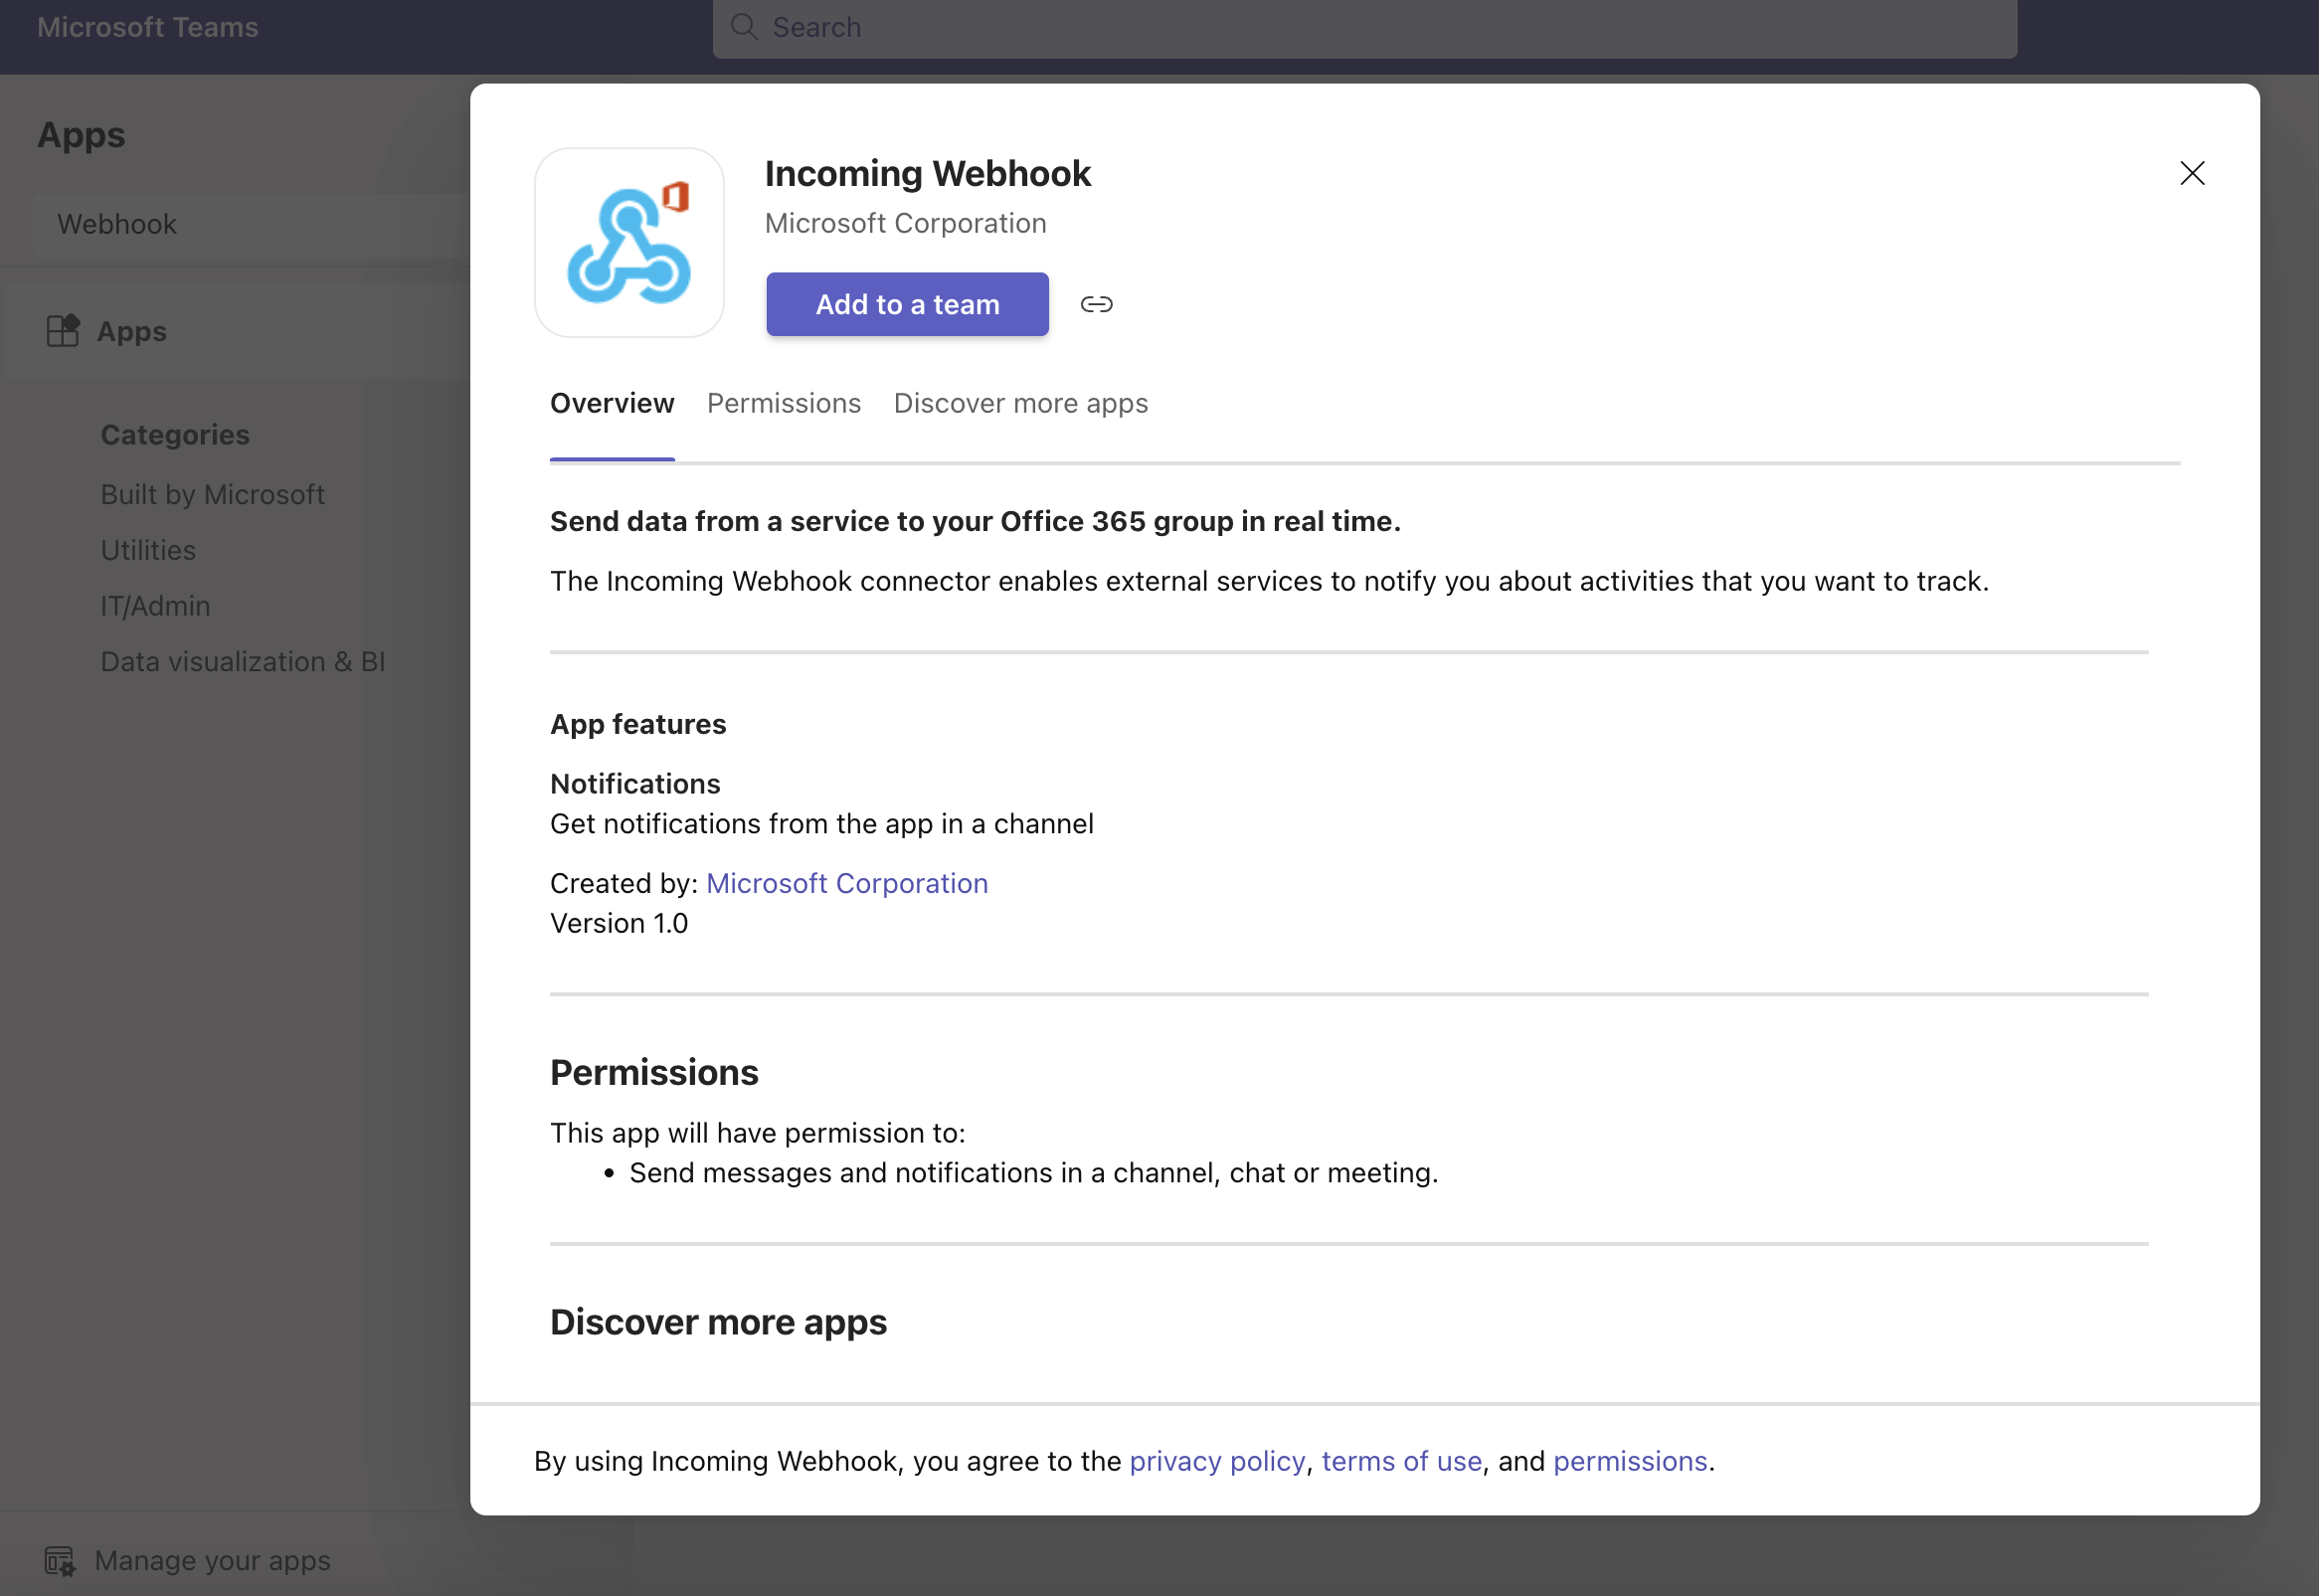 Microsoft Teams
Search
Apps
Webhook
Apps
Categories
Built by Microsoft
Utilities
IT/Admin
Data visualization & BI
Manage your apps
Incoming Webhook
Microsoft Corporation
Add to a team
Overview Permissions Discover more apps
Send data from a service to your Office 365 group in real time.
The Incoming Webhook connector enables external services to notify you about activities that you want to track.
App features
Notifications
Get notifications from the app in a channel
Created by: Microsoft Corporation
Version 1.0
Permissions
This app will have permission to:
• Send messages and notifications in a channel, chat or meeting.
Discover more apps
By using Incoming Webhook, you agree to the privacy policy, terms of use, and permissions.